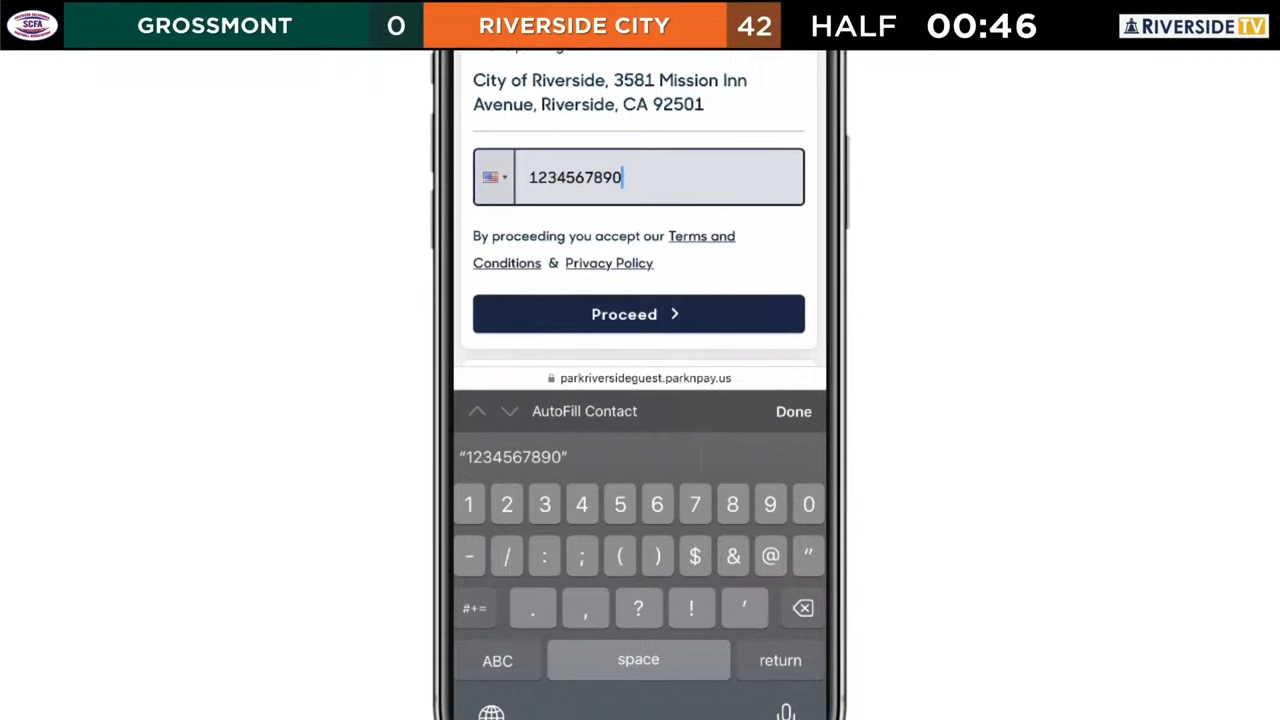 SCFA
GROSSMONT 0 RIVERSIDE CITY 42 HALF 00:46 RIVERSIDE TV
City of Riverside, 3581 Mission Inn
Avenue, Riverside, CA 92501
1234567890
By proceeding you accept our Terms and
Conditions & Privacy Policy
Proceed
parkriversideguest.parknpay.us
AutoFill Contact Done
“1234567890”
1 2 3 4 5 6 7 8 9 0
- / : ; ( ) $ & @ "
#+= . , ? ! ’
ABC space return